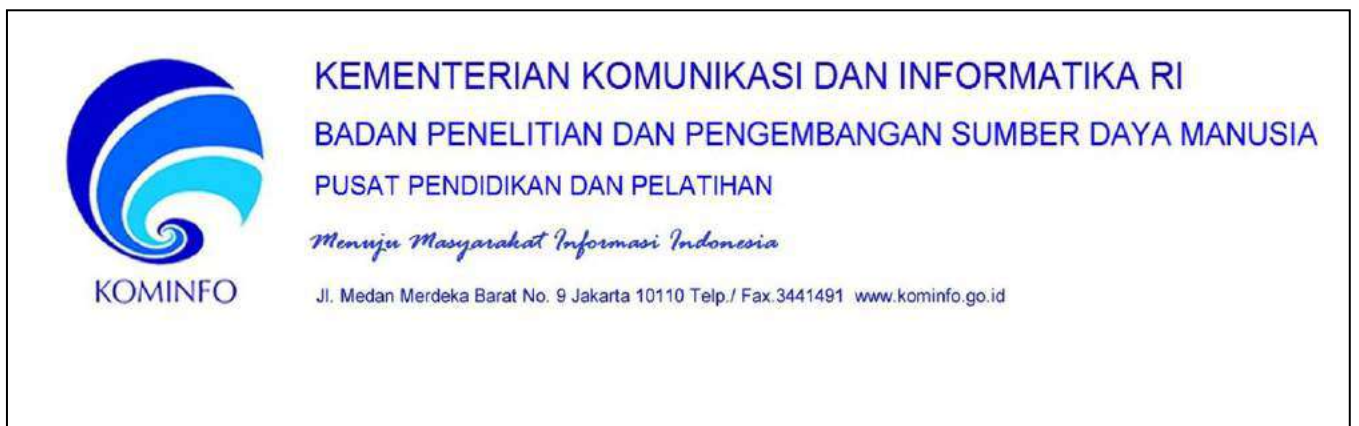 KEMENTERIAN KOMUNIKASI DAN INFORMATIKA RI
BADAN PENELITIAN DAN PENGEMBANGAN SUMBER DAYA MANUSIA
PUSAT PENDIDIKAN DAN PELATIHAN
Menuju Masyarakat Informasi Indonesia
KOMINFO
Jl. Medan Merdeka Barat No. 9 Jakarta 10110 Telp./ Fax.3441491 www.kominfo.go.id